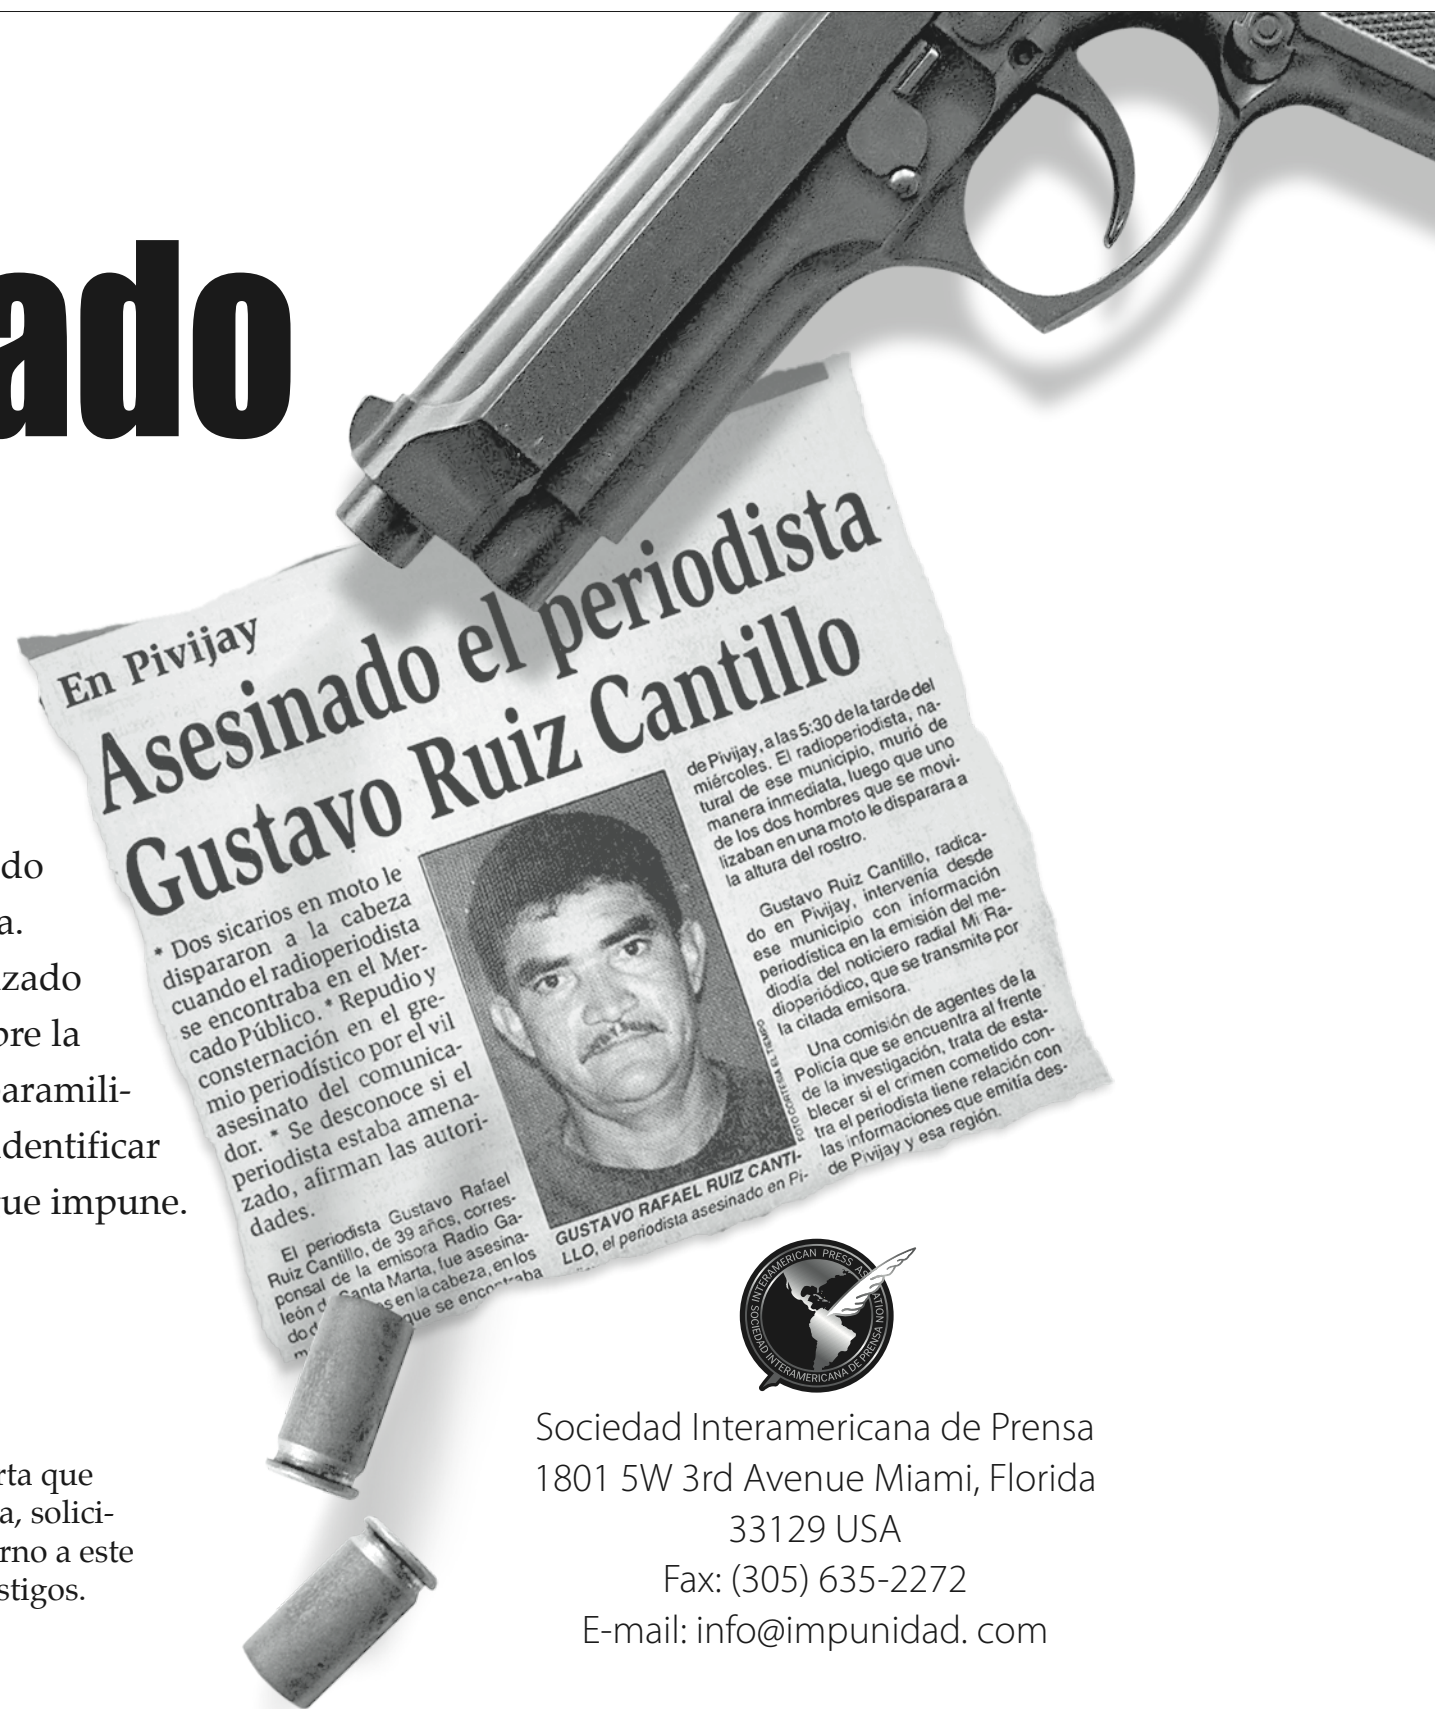 ado
En Pivijay
Asesinado el periodista
Gustavo Ruiz Cantillo
* Dos sicarios en moto le
dispararon a la cabeza
cuando el radioperiodista
se encontraba en el Mer-
cado Público. * Repudio y
consternación en el gre-
mio periodístico por el vil
asesinato del comunica-
dor. * Se desconoce si el
periodista estaba amena-
zado, afirman las autori-
dades.
El periodista Gustavo Rafael
Ruiz Cantillo, de 39 años, corres-
ponsal de la emisora Radio Ga-
león de Santa Marta, fue asesina-
do en la cabeza, en los
que se encontraba
FOTO CORTESIA EL TIEMPO
GUSTAVO RAFAEL RUIZ CANTI-
LLO, el periodista asesinado en Pi-
de Pivijay, a las 5:30 de la tarde del
miércoles. El radioperiodista, na-
tural de ese municipio, murió de
manera inmediata, luego que uno
de los dos hombres que se movi-
lizaban en una moto le disparara a
la altura del rostro.
Gustavo Ruiz Cantillo, radica-
do en Pivijay, intervenía desde
ese municipio con información
periodística en la emisión del me-
diodía del noticiero radial Mi Ra-
dioperiódico, que se transmite por
la citada emisora.
Una comisión de agentes de la
Policía que se encuentra al frente
de la investigación, trata de esta-
blecer si el crimen cometido con-
tra el periodista tiene relación con
las informaciones que emitía des-
de Pivijay y esa región.
do
a.
zado
bre la
aramili-
dentificar
ue impune.
rta que
a, solici-
rno a este
stigos.
SOCIEDAD INTERAMERICANA DE PRENSA
INTERAMERICAN PRESS
Sociedad Interamericana de Prensa
1801 5W 3rd Avenue Miami, Florida
33129 USA
Fax: (305) 635-2272
E-mail: info@impunidad. com